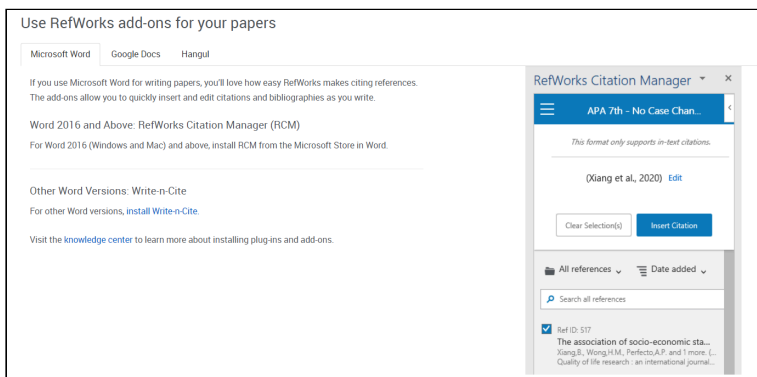 Use RefWorks add-ons for your papers
Microsoft Word Google Docs Hangul
If you use Microsoft Word for writing papers, you'll love how easy RefWorks makes citing references.
The add-ons allow you to quickly insert and edit citations and bibliographies as you write.
Word 2016 and Above: RefWorks Citation Manager (RCM)
For Word 2016 (Windows and Mac) and above, install RCM from the Microsoft Store in Word.
Other Word Versions: Write-n-Cite
For other Word versions, install Write-n-Cite.
Visit the knowledge center to learn more about installing plug-ins and add-ons.
RefWorks Citation Manager
APA 7th - No Case Chan...
This format only supports in-text citations.
(Xiang et al., 2020) Edit
Clear Selection(s) Insert Citation
All references Date added
Search all references
Ref ID: 517
The association of socio-economic sta...
Xiang,B., Wong,H.M., Perfecto,A.P. and 1 more. (...
Quality of life research : an international journal...